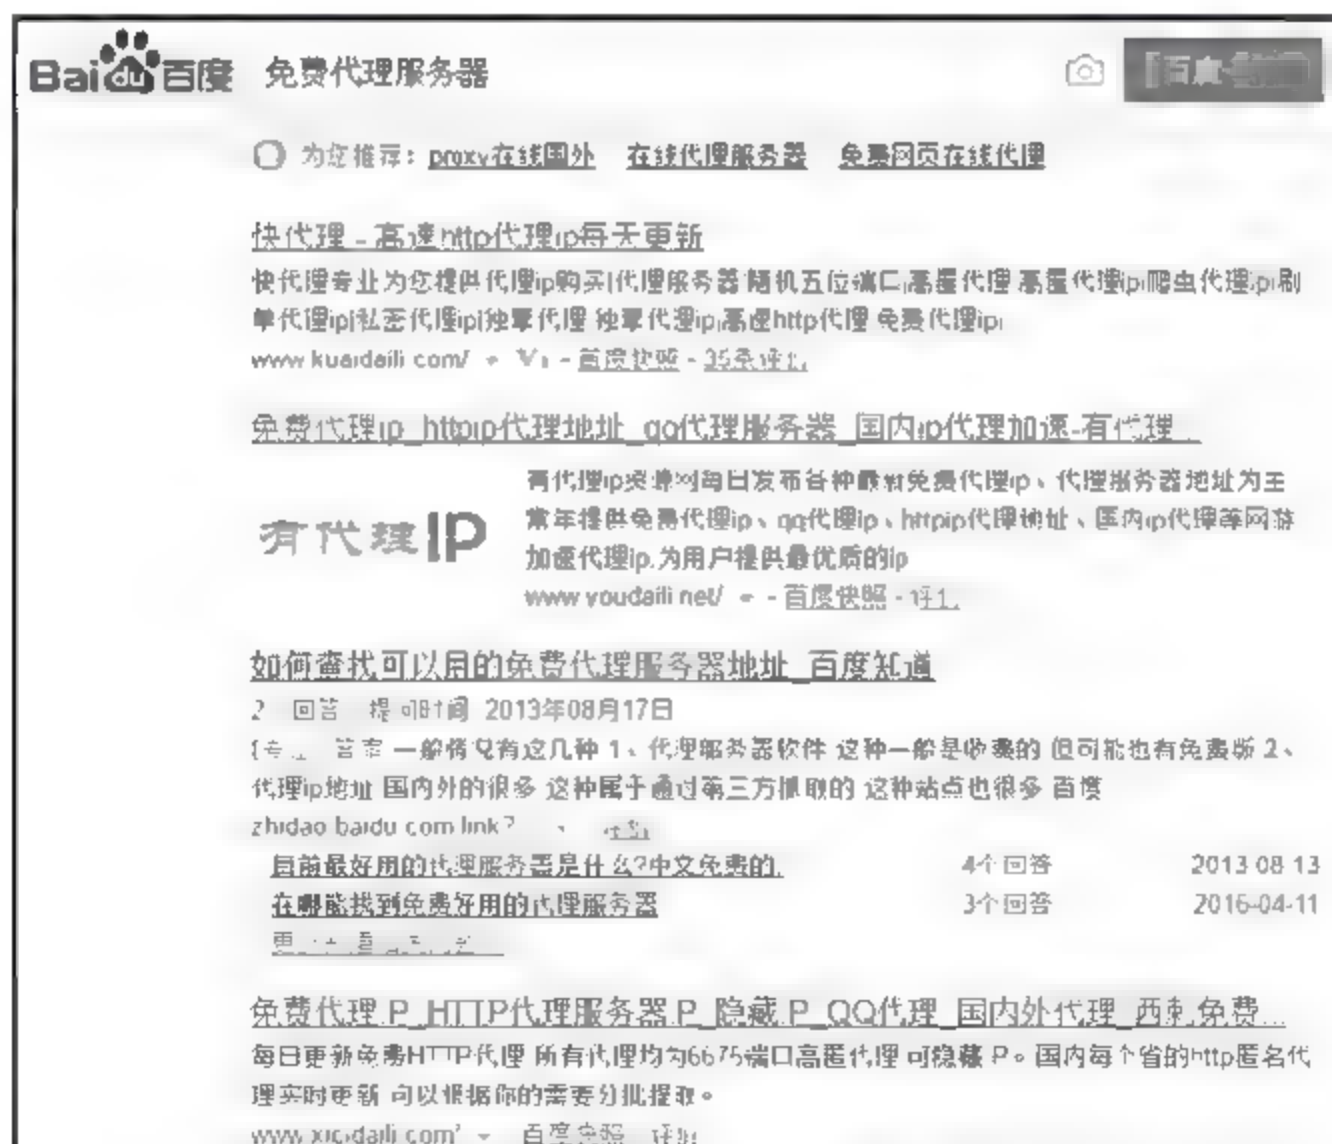 Baidu百度 免费代理服务器
为您推荐: proxy在线国外 在线代理服务器 免费网页在线代理
快代理 - 高速http代理ip每天更新
快代理专业为您提供代理ip购买|代理服务器 随机五位端口|高匿代理 高匿代理ip|爬虫代理ip|刷
单代理ip|私密代理ip|独享代理 独享代理ip|高速http代理 免费代理ip|
www.kuaidaili.com/ - 百度快照 - 35条评价
免费代理ip_httpip代理地址_qq代理服务器_国内ip代理加速-有代理...
有代理ip资源网每日发布各种最新免费代理ip、代理服务器地址为主
有代理IP
常年提供免费代理ip、qq代理ip、httpip代理地址、国内ip代理等网游
加速代理ip,为用户提供最优质的ip
www.youdaili.net/ - 百度快照 - 评价
如何查找可以用的免费代理服务器地址_百度知道
2 回答 提问时间 2013年08月17日
答案 一般情况有这几种 1、代理服务器软件 这种一般是收费的 但可能也有免费版 2、
代理ip地址 国内外的很多 这种属于通过第三方抓取的 这种站点也很多 百度
zhidao.baidu.com/link? 评价
目前最好用的代理服务器是什么?中文免费的. 4个回答 2013-08-13
在哪能找到免费好用的代理服务器 3个回答 2016-04-11
免费代理IP_HTTP代理服务器IP_隐藏IP_QQ代理_国内外代理_西刺免费...
每日更新免费HTTP代理 所有代理均为6675端口高匿代理 可隐藏IP。国内每个省的http匿名代
理实时更新 可以根据你的需要分批提取。
www.xicidaili.com/ 百度快照 评价